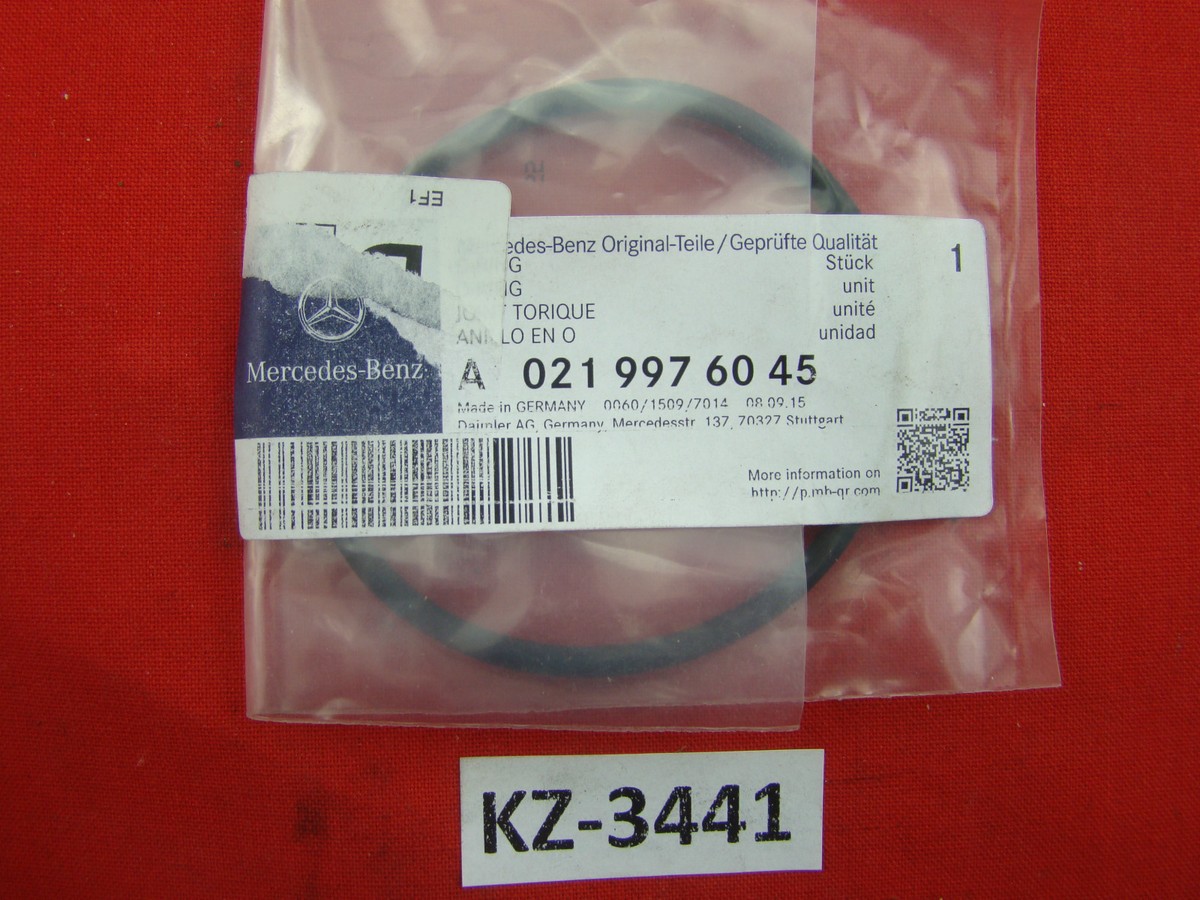 EF1
edes-Benz Original-Teile/Geprüfte Qualität
1
G Stück
G unit
TORIQUE unité
LO EN O unidad
Mercedes-Benz
A 021 997 60 45
Made in GERMANY 0060/1509/7014 08.09.15
Daimler AG, Germany, Mercedesstr. 137, 70327 Stuttgart
More information on
http://p.mb-qr.com
KZ-3441